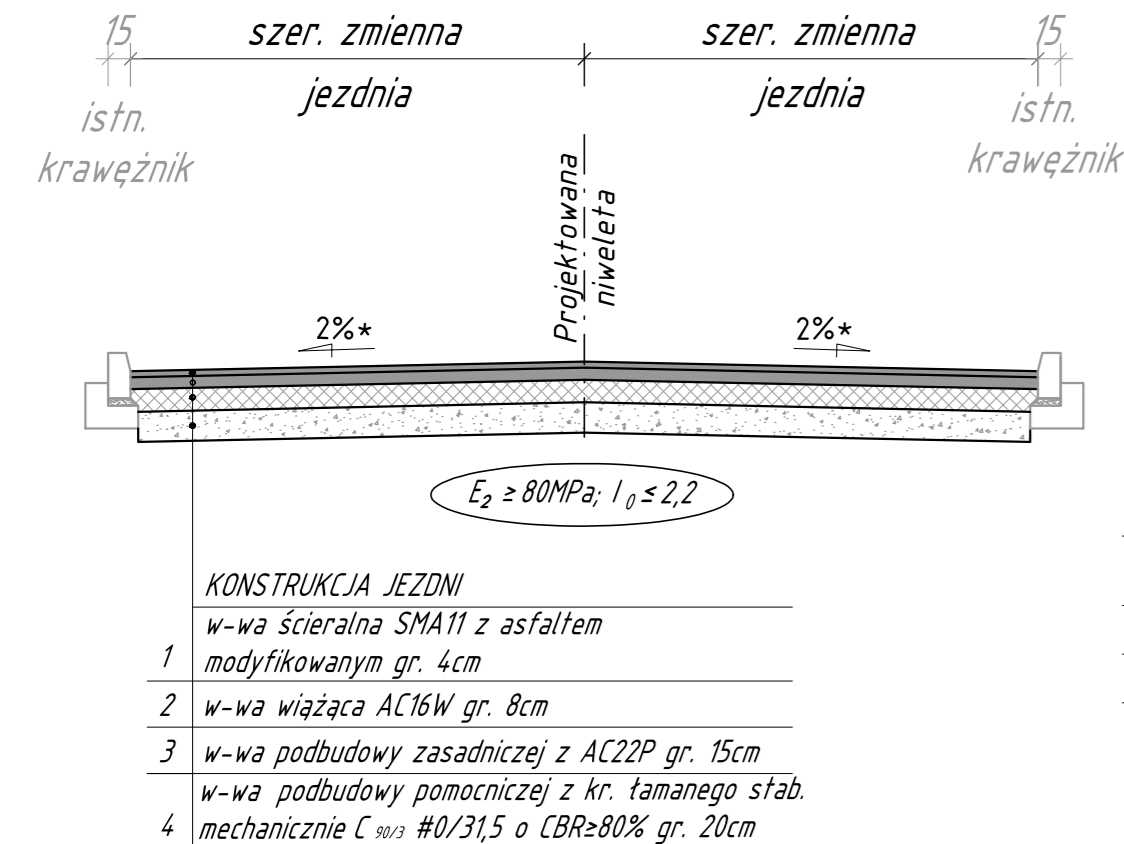 15 szer. zmienna szer. zmienna 15
jezdnia jezdnia
istn. istn.
krawężnik krawężnik
Projektowana
niweleta
2%* 2%*
E₂ ≥ 80MPa; I₀ ≤ 2,2
KONSTRUKCJA JEZDNI
w-wa ścieralna SMA11 z asfaltem
1 modyfikowanym gr. 4cm
2 w-wa wiążąca AC16W gr. 8cm
3 w-wa podbudowy zasadniczej z AC22P gr. 15cm
w-wa podbudowy pomocniczej z kr. łamanego stab.
4 mechanicznie C 90/3 #0/31,5 o CBR≥80% gr. 20cm